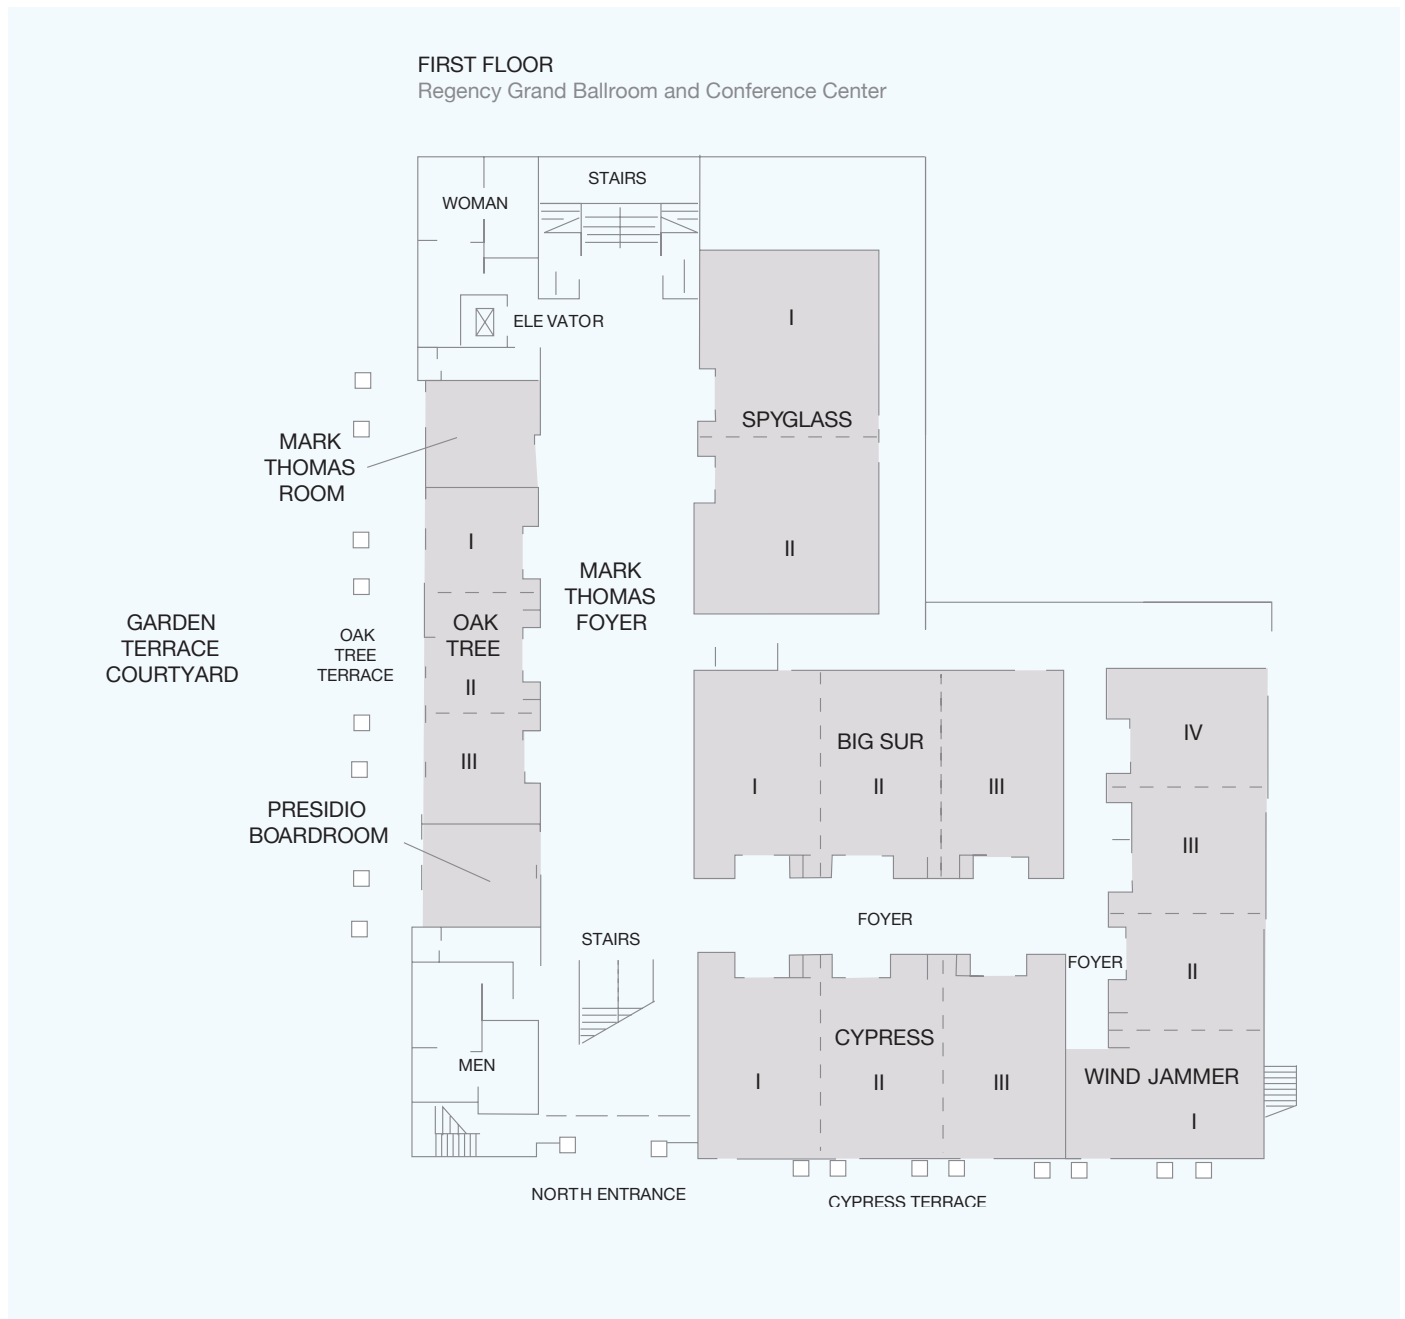 FIRST FLOOR
Regency Grand Ballroom and Conference Center
STAIRS
WOMAN
ELEVATOR
I
SPYGLASS
II
MARK
THOMAS
ROOM
I
OAK
TREE
II
III
MARK
THOMAS
FOYER
GARDEN
TERRACE
COURTYARD
OAK
TREE
TERRACE
PRESIDIO
BOARDROOM
BIG SUR
I
II
III
IV
III
II
FOYER
FOYER
STAIRS
MEN
CYPRESS
I
II
III
WIND JAMMER
I
NORTH ENTRANCE
CYPRESS TERRACE